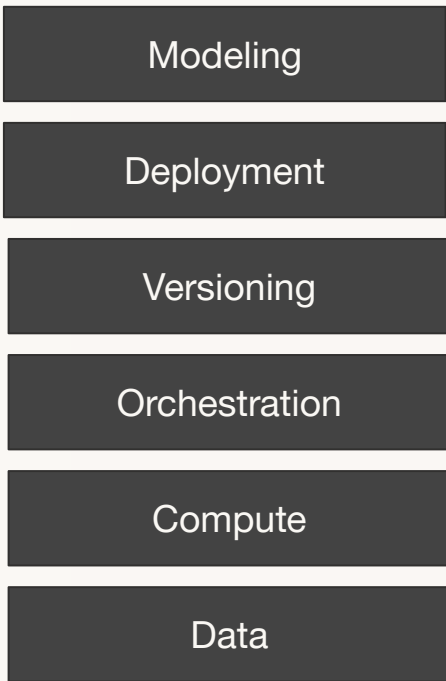 Modeling
Deployment
Versioning
Orchestration
Compute
Data